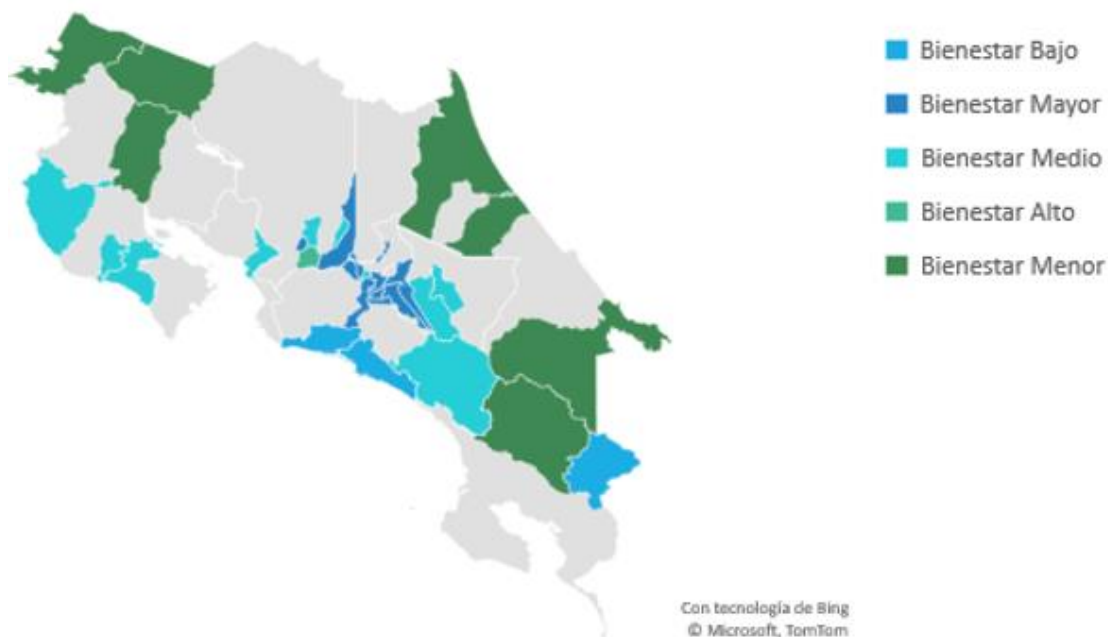 Bienestar Bajo
Bienestar Mayor
Bienestar Medio
Bienestar Alto
Bienestar Menor
Con tecnología de Bing
© Microsoft, TomTom